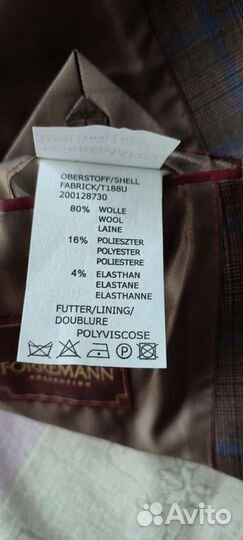 OBERSTOFF/SHELL
FABRICK/T188U
200128730
80% WOLLE
WOOL
LAINE
16% POLIESZTER
POLYESTER
POLIESTERE
4% ELASTHAN
ELASTANE
ELASTHANNE
FUTTER/LINING/
DOUBLURE
POLYVISCOSE
FORREMANN
COLLECTION
Avito